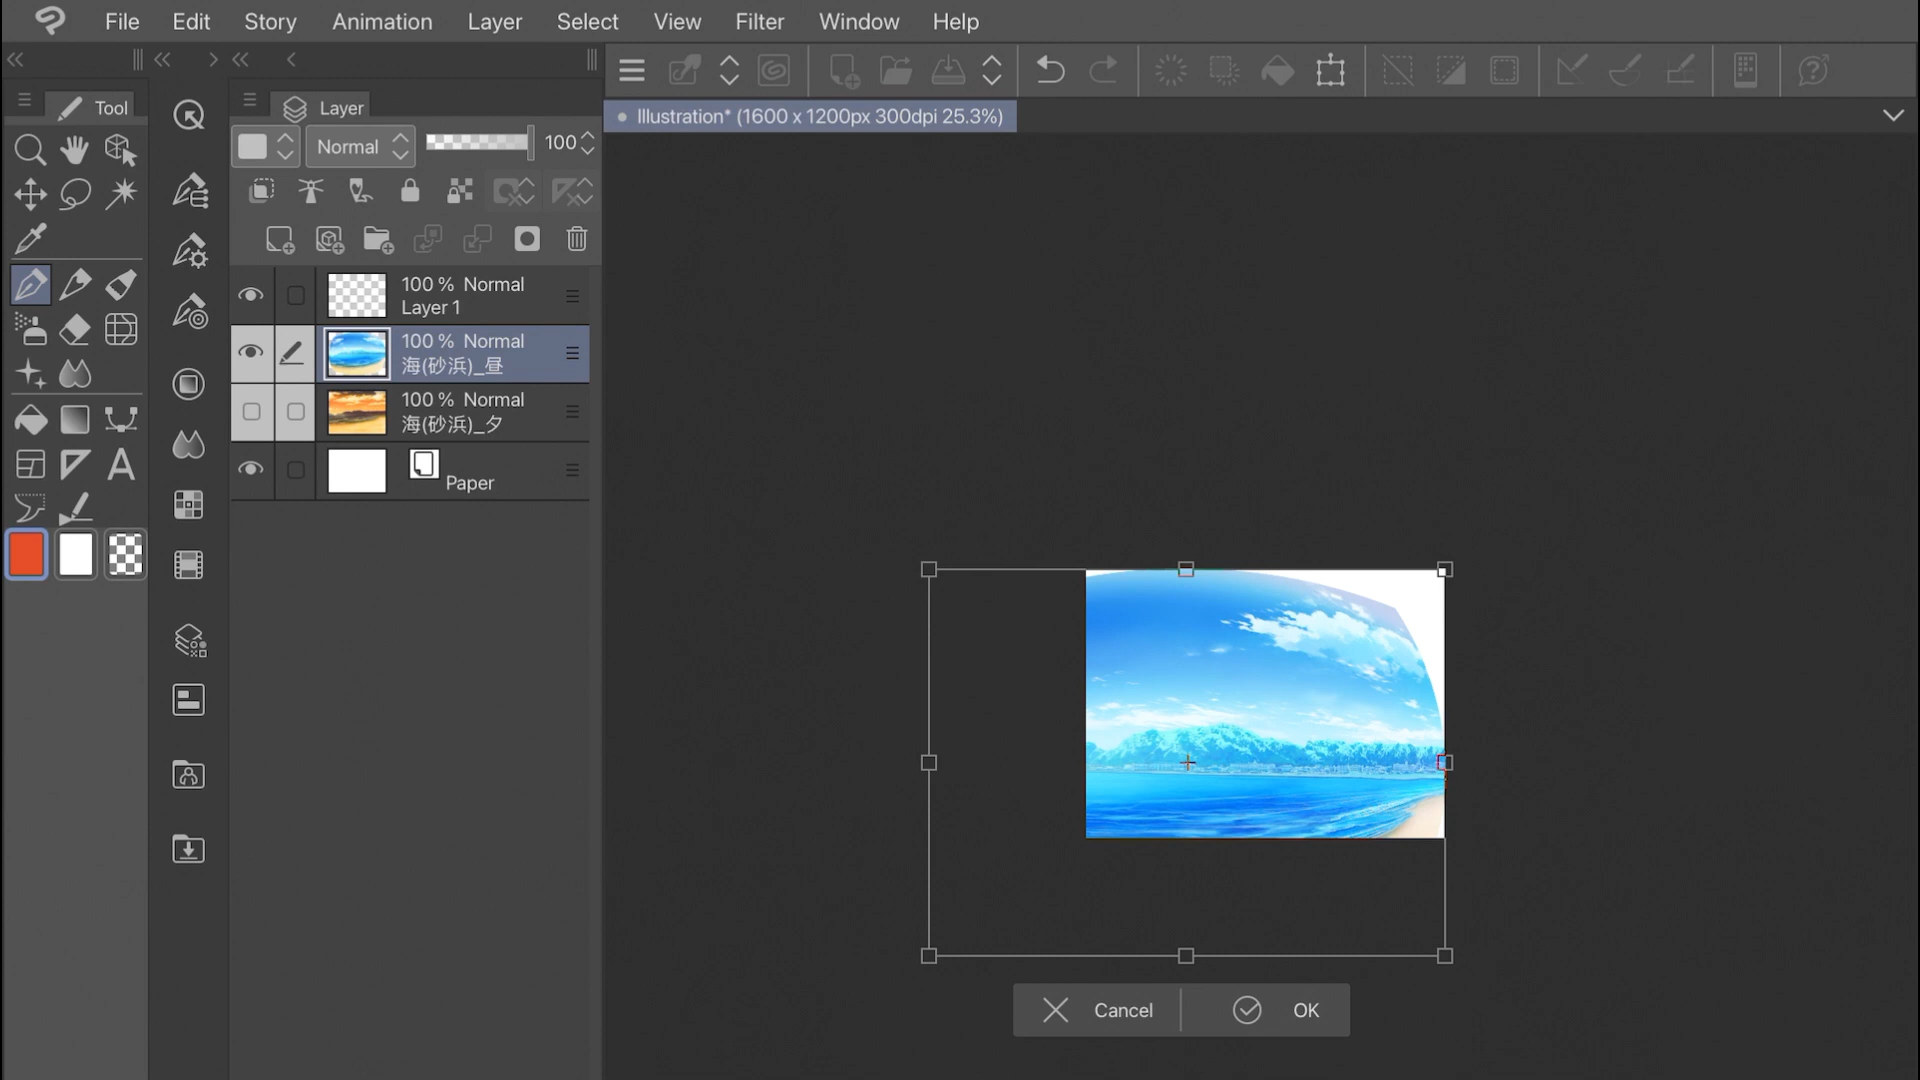 File Edit Story Animation Layer Select View Filter Window Help
Tool
Layer
Normal 100
Illustration* (1600 x 1200px 300dpi 25.3%)
100 % Normal
Layer 1
100 % Normal
海(砂浜)_昼
100 % Normal
海(砂浜)_夕
Paper
Cancel OK